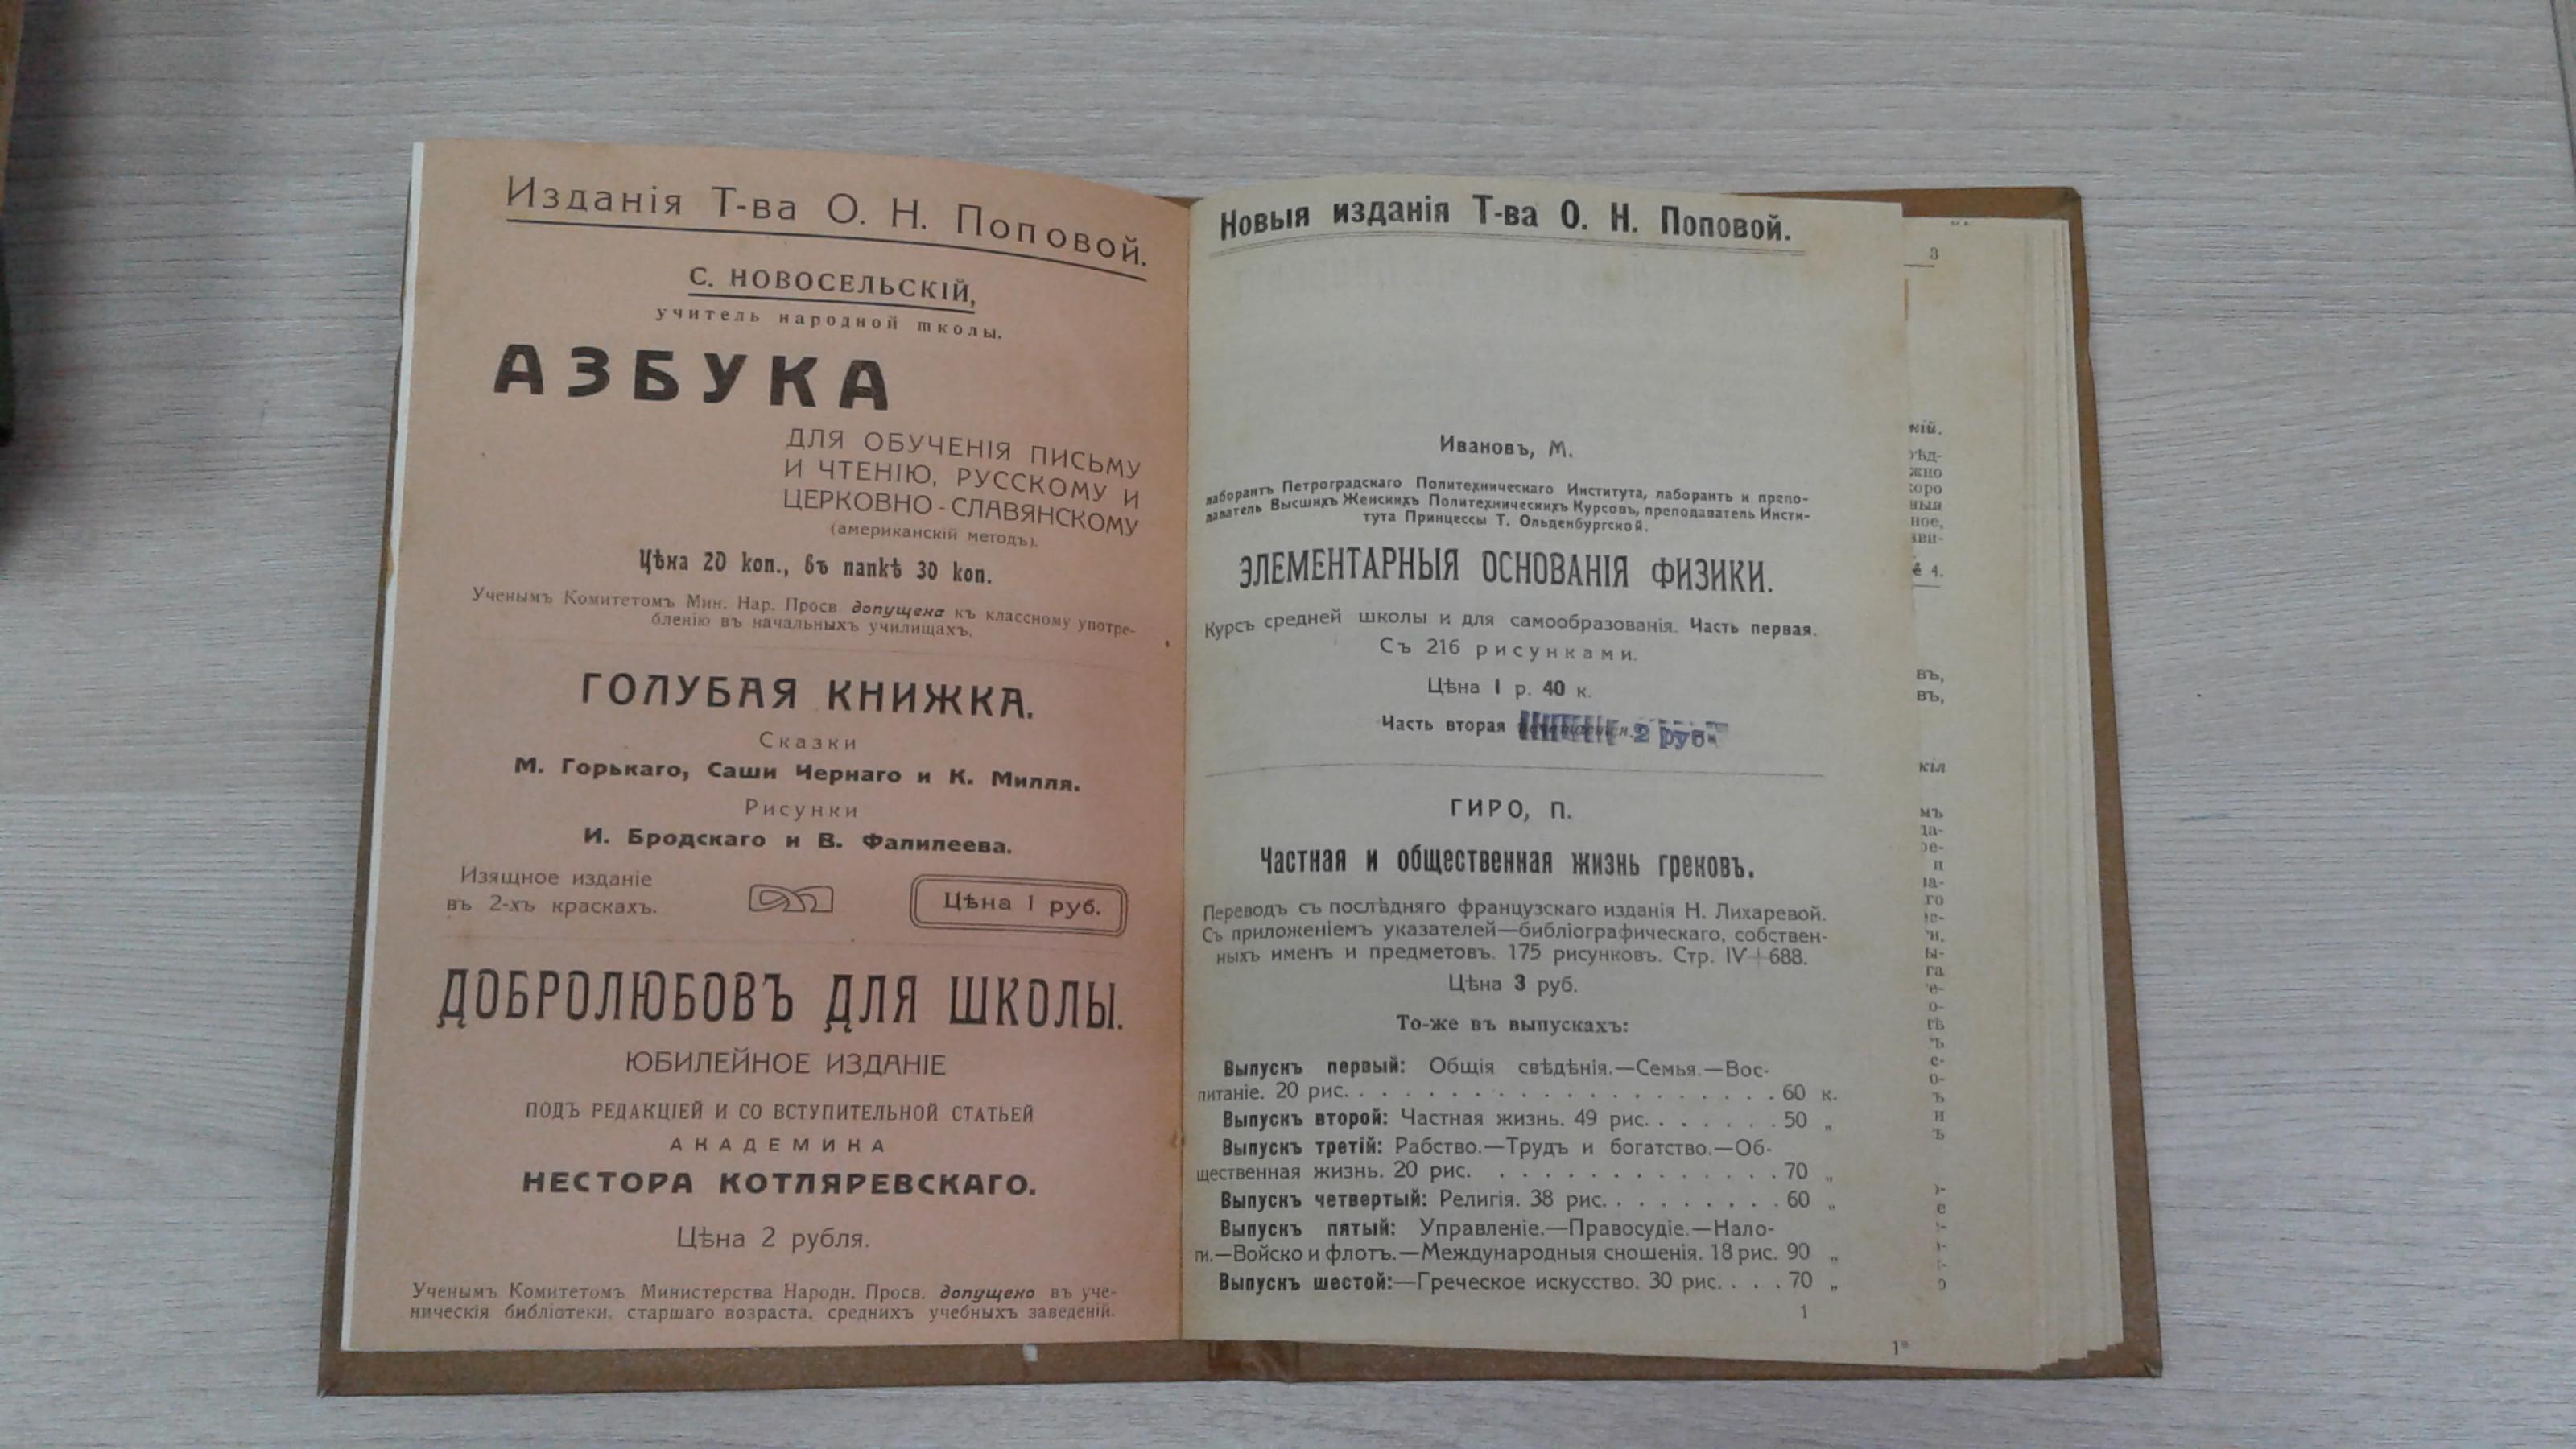 Изданія Т-ва О. Н. Поповой.
С. НОВОСЕЛЬСКІЙ,
учитель народной школы.
АЗБУКА
ДЛЯ ОБУЧЕНІЯ ПИСЬМУ
И ЧТЕНІЮ, РУССКОМУ И
ЦЕРКОВНО-СЛАВЯНСКОМУ
(американскій методъ).
Цѣна 20 коп., въ папкѣ 30 коп.
Ученымъ Комитетомъ Мин. Нар. Просв. допущена къ классному употре-
бленію въ начальныхъ училищахъ.
ГОЛУБАЯ КНИЖКА.
Сказки
М. Горькаго, Саши Чернаго и К. Милля.
Рисунки
И. Бродскаго и В. Фалилеева.
Изящное изданіе
въ 2-хъ краскахъ.
Цѣна 1 руб.
ДОБРОЛЮБОВЪ ДЛЯ ШКОЛЫ.
ЮБИЛЕЙНОЕ ИЗДАНІЕ
ПОДЪ РЕДАКЦІЕЙ И СО ВСТУПИТЕЛЬНОЙ СТАТЬЕЙ
АКАДЕМИКА
НЕСТОРА КОТЛЯРЕВСКАГО.
Цѣна 2 рубля.
Ученымъ Комитетомъ Министерства Народн. Просв. допущено въ уче-
ническія библіотеки, старшаго возраста, среднихъ учебныхъ заведеній.
Новыя изданія Т-ва О. Н. Поповой.
Ивановъ, М.
лаборантъ Петроградскаго Политехническаго Института, лаборантъ и препо-
даватель Высшихъ Женскихъ Политехническихъ Курсовъ, преподаватель Инсти-
тута Принцессы Т. Ольденбургской.
ЭЛЕМЕНТАРНЫЯ ОСНОВАНІЯ ФИЗИКИ.
Курсъ средней школы и для самообразованія. Часть первая.
Съ 216 рисунками.
Цѣна 1 р. 40 к.
Часть вторая 2 руб.
ГИРО, П.
Частная и общественная жизнь грековъ.
Переводъ съ послѣдняго французскаго изданія Н. Лихаревой.
Съ приложеніемъ указателей—библіографическаго, собствен-
ныхъ именъ и предметовъ. 175 рисунковъ. Стр. IV+688.
Цѣна 3 руб.
То-же въ выпускахъ:
Выпускъ первый: Общія свѣдѣнія.—Семья.—Вос-
питаніе. 20 рис. . . . . . . . . . . . . . . . . . . 60 к.
Выпускъ второй: Частная жизнь. 49 рис. . . . . . . 50 „
Выпускъ третій: Рабство.—Трудъ и богатство.—Об-
щественная жизнь. 20 рис. . . . . . . . . . . . . . 70 „
Выпускъ четвертый: Религія. 38 рис. . . . . . . . . 60 „
Выпускъ пятый: Управленіе.—Правосудіе.—Нало-
ги.—Войско и флотъ.—Международныя сношенія. 18 рис. 90 „
Выпускъ шестой:—Греческое искусство. 30 рис. . . . 70 „
1
1*
3